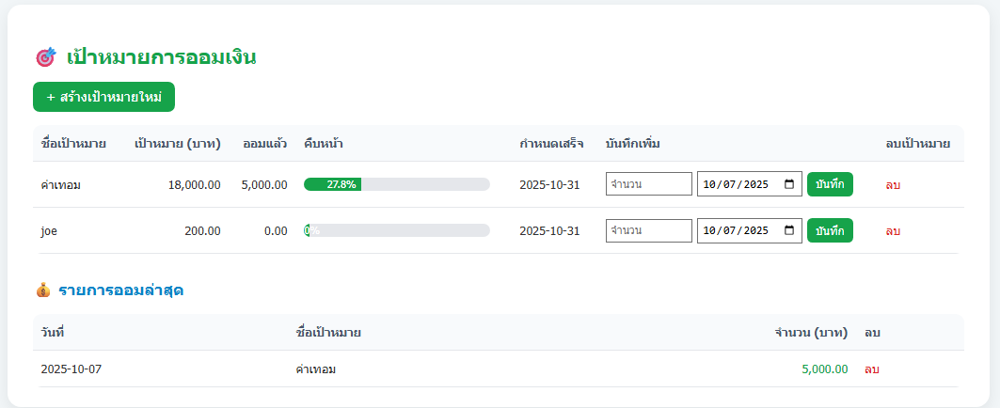 เป้าหมายการออมเงิน
+ สร้างเป้าหมายใหม่
ชื่อเป้าหมาย เป้าหมาย (บาท) ออมแล้ว คืบหน้า กำหนดเสร็จ บันทึกเพิ่ม ลบเป้าหมาย
ค่าเทอม 18,000.00 5,000.00 27.8% 2025-10-31 จำนวน 10/07/2025 บันทึก ลบ
joe 200.00 0.00 0% 2025-10-31 จำนวน 10/07/2025 บันทึก ลบ
รายการออมล่าสุด
วันที่ ชื่อเป้าหมาย จำนวน (บาท) ลบ
2025-10-07 ค่าเทอม 5,000.00 ลบ